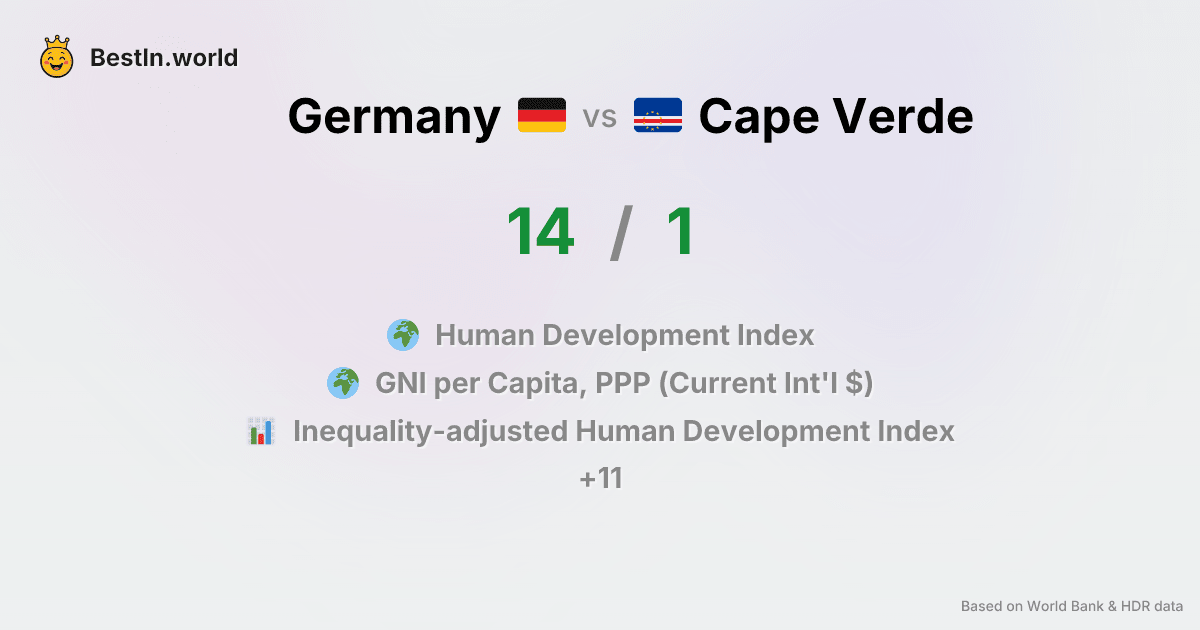 BestIn.world
Germany vs Cape Verde
14 / 1
Human Development Index
GNI per Capita, PPP (Current Int'l $)
Inequality-adjusted Human Development Index
+11
Based on World Bank & HDR data